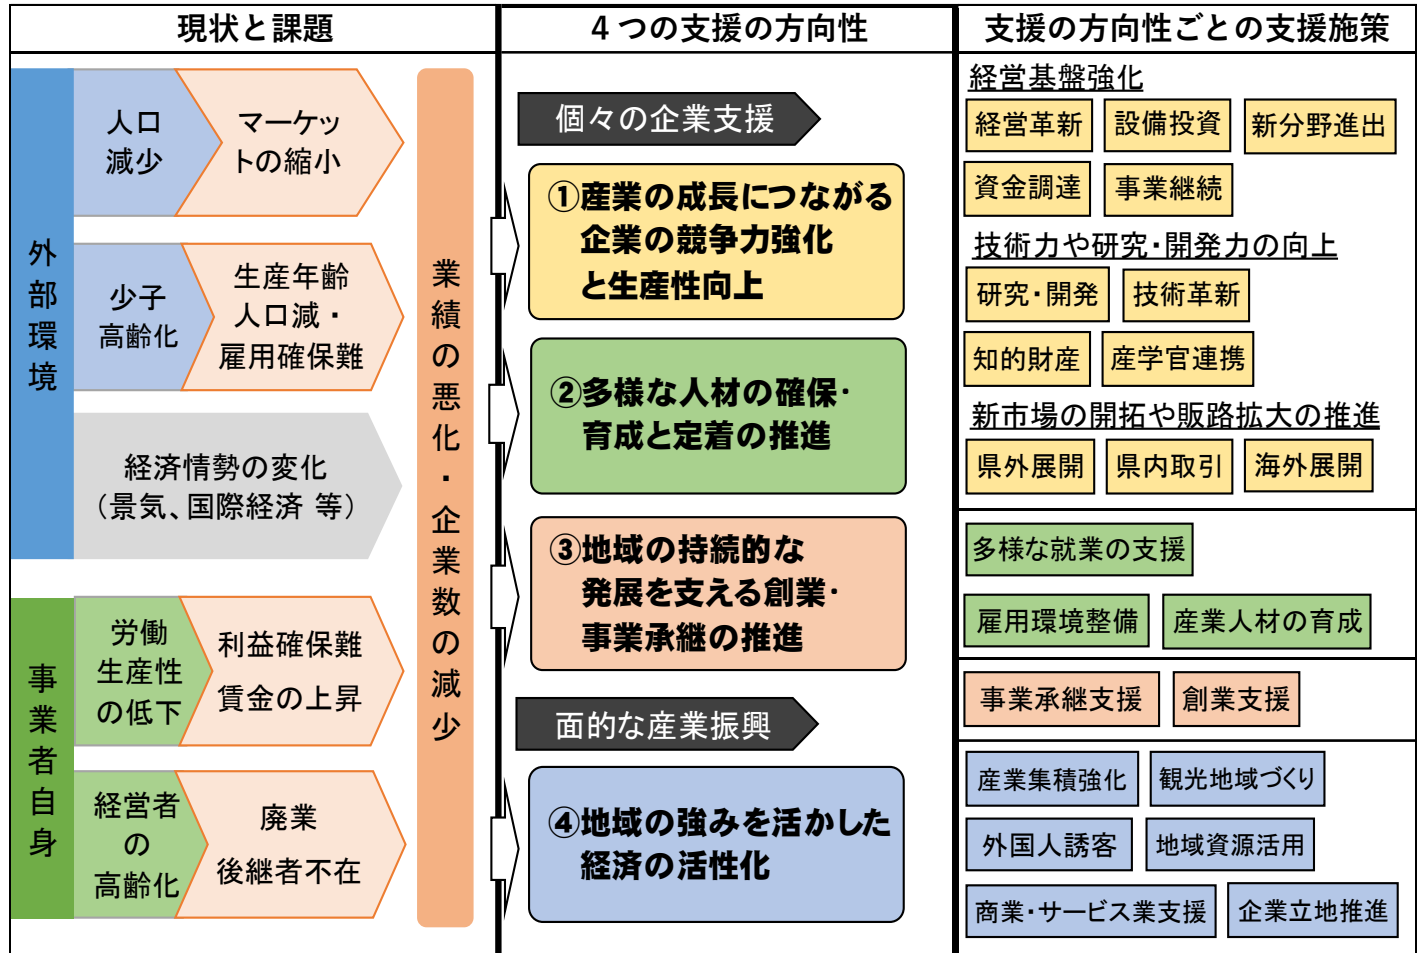 現状と課題
外部環境
人口
減少
マーケッ
トの縮小
少子
高齢化
生産年齢
人口減・
雇用確保難
経済情勢の変化
（景気、国際経済 等）
事業者自身
労働
生産性
の低下
利益確保難
賃金の上昇
経営者
の
高齢化
廃業
後継者不在
業績の悪化・企業数の減少
４つの支援の方向性
個々の企業支援
①産業の成長につながる
企業の競争力強化
と生産性向上
②多様な人材の確保・
育成と定着の推進
③地域の持続的な
発展を支える創業・
事業承継の推進
面的な産業振興
④地域の強みを活かした
経済の活性化
支援の方向性ごとの支援施策
経営基盤強化
経営革新 設備投資 新分野進出
資金調達 事業継続
技術力や研究・開発力の向上
研究・開発 技術革新
知的財産 産学官連携
新市場の開拓や販路拡大の推進
県外展開 県内取引 海外展開
多様な就業の支援
雇用環境整備 産業人材の育成
事業承継支援 創業支援
産業集積強化 観光地域づくり
外国人誘客 地域資源活用
商業・サービス業支援 企業立地推進